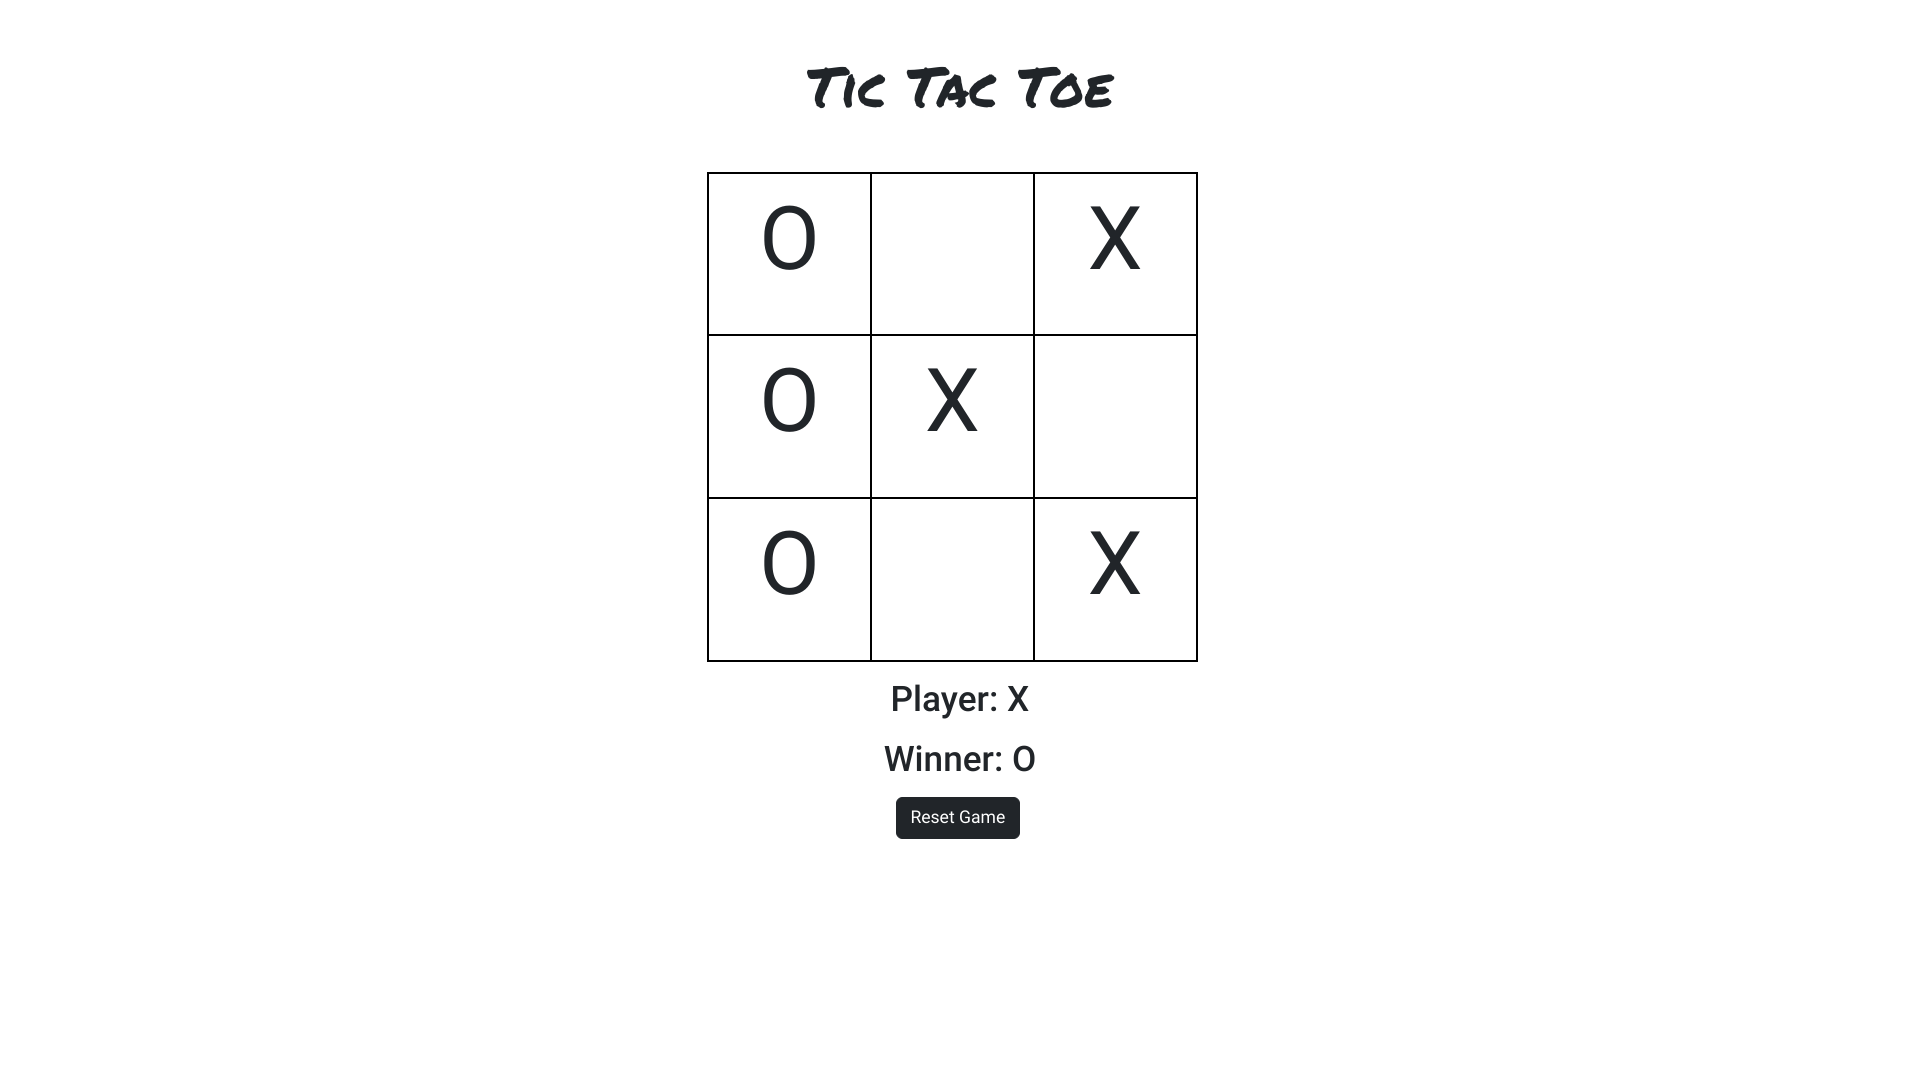 Tic Tac Toe
O X
O X
O X
Player: X
Winner: O
Reset Game